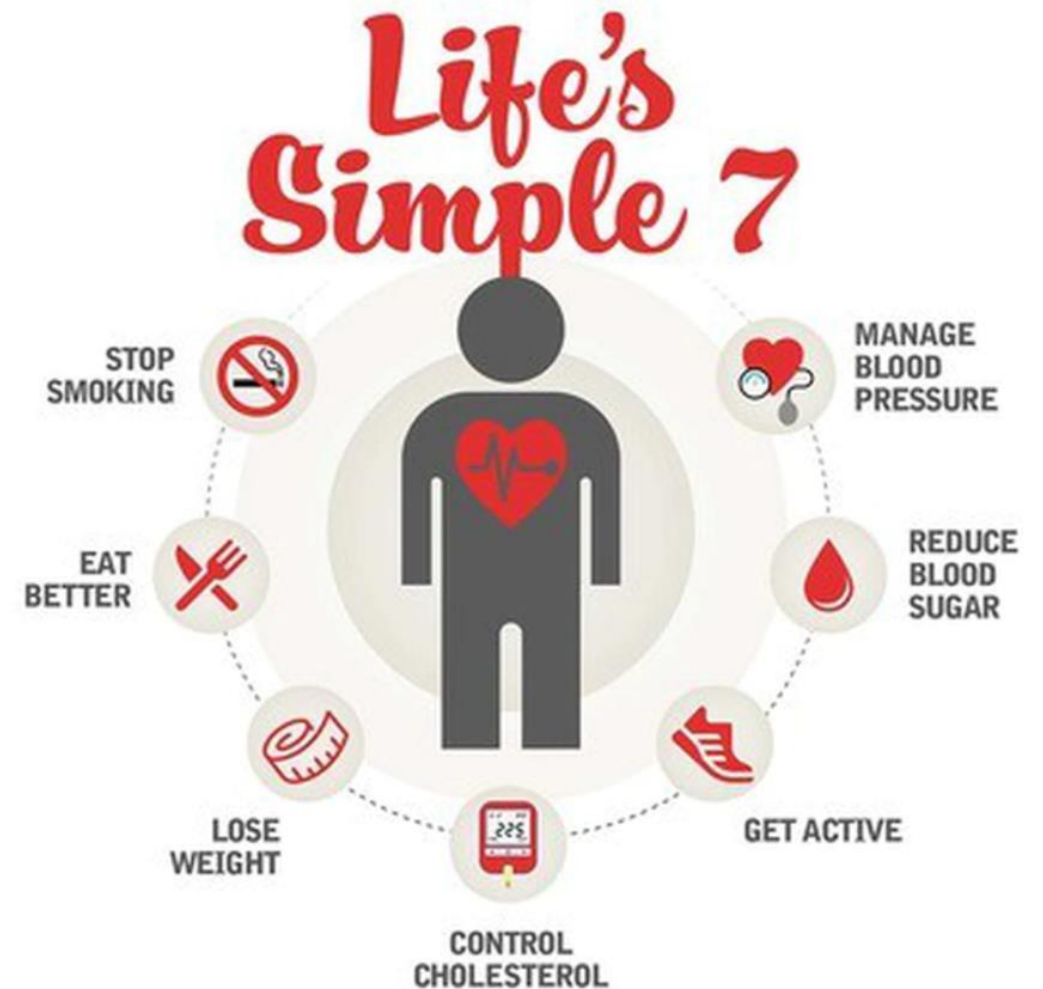 Life's
Simple 7
STOP
SMOKING
MANAGE
BLOOD
PRESSURE
EAT
BETTER
REDUCE
BLOOD
SUGAR
LOSE
WEIGHT
GET ACTIVE
225
CONTROL
CHOLESTEROL